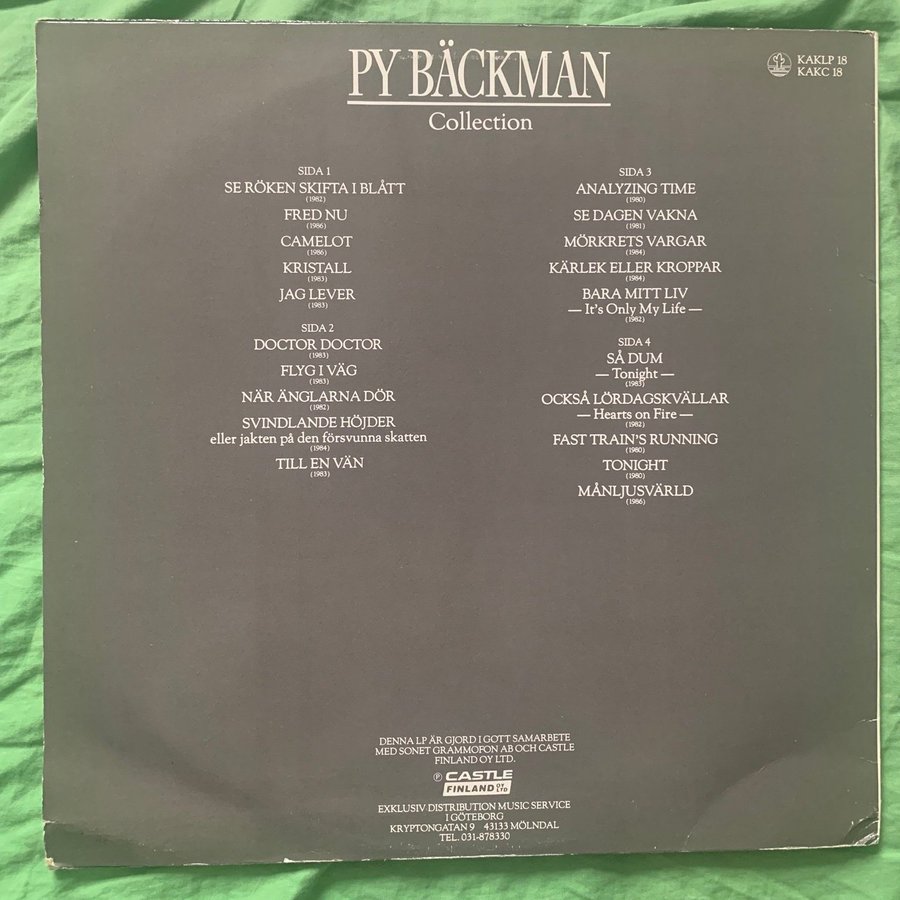 PY BÄCKMAN
Collection
KAKLP 18
KAKC 18
SIDA 1
SE RÖKEN SKIFTA I BLÅTT
(1982)
FRED NU
(1986)
CAMELOT
(1986)
KRISTALL
(1983)
JAG LEVER
(1983)
SIDA 2
DOCTOR DOCTOR
(1983)
FLYG I VÄG
(1983)
NÄR ÄNGLARNA DÖR
(1982)
SVINDLANDE HÖJDER
eller jakten på den försvunna skatten
(1984)
TILL EN VÄN
(1983)
SIDA 3
ANALYZING TIME
(1980)
SE DAGEN VAKNA
(1981)
MÖRKRETS VARGAR
(1984)
KÄRLEK ELLER KROPPAR
(1984)
BARA MITT LIV
— It's Only My Life —
(1982)
SIDA 4
SÅ DUM
— Tonight —
(1983)
OCKSÅ LÖRDAGSKVÄLLAR
— Hearts on Fire —
(1982)
FAST TRAIN'S RUNNING
(1980)
TONIGHT
(1980)
MÅNLJUSVÄRLD
(1986)
DENNA LP ÄR GJORD I GOTT SAMARBETE
MED SONET GRAMMOFON AB OCH CASTLE
FINLAND OY LTD.
℗ CASTLE
FINLAND OY LTD
EXKLUSIV DISTRIBUTION MUSIC SERVICE
I GÖTEBORG
KRYPTONGATAN 9 43133 MÖLNDAL
TEL. 031-878330